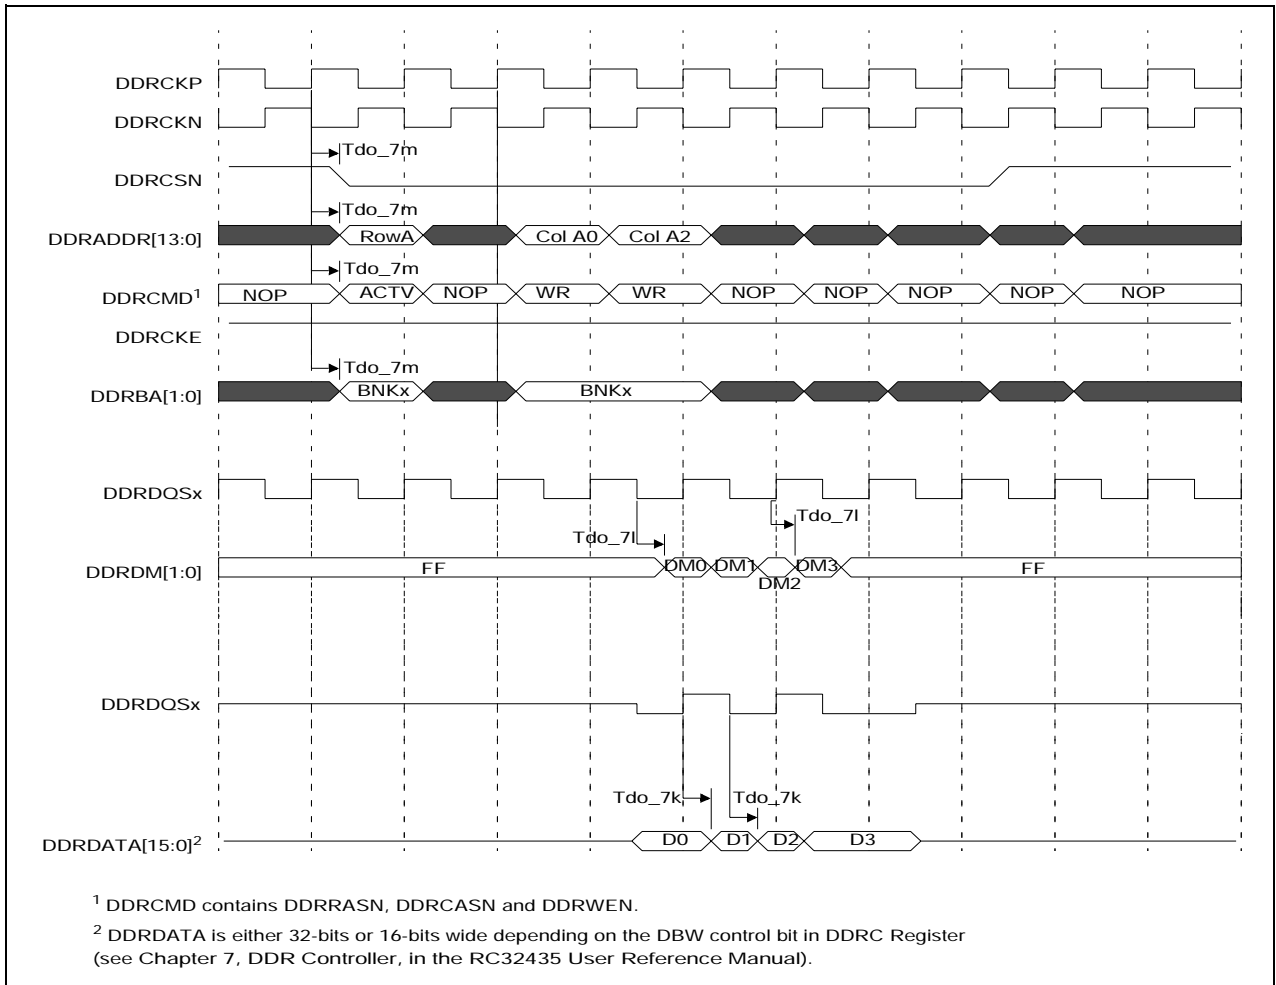 DDRCKP
DDRCKN
Tdo_7m
DDRCSN
Tdo_7m
DDRADDR[13:0] RowA Col A0 Col A2
Tdo_7m
DDRCMD1 NOP ACTV NOP WR WR NOP NOP NOP NOP NOP
DDRCKE
Tdo_7m
DDRBA[1:0] BNKx BNKx
DDRDQSx
Tdo_7l
Tdo_7l
DDRDM[1:0] FF DM0 DM1 DM2 DM3 FF
DDRDQSx
Tdo_7k Tdo_7k
DDRDATA[15:0]2 D0 D1 D2 D3
1 DDRCMD contains DDRRASN, DDRCASN and DDRWEN.
2 DDRDATA is either 32-bits or 16-bits wide depending on the DBW control bit in DDRC Register
(see Chapter 7, DDR Controller, in the RC32435 User Reference Manual).